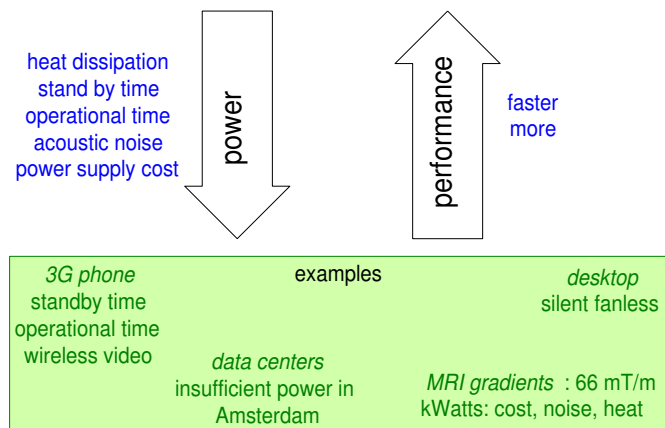 heat dissipation
stand by time
operational time
acoustic noise
power supply cost
power
performance
faster
more
examples
3G phone
standby time
operational time
wireless video
data centers
insufficient power in
Amsterdam
desktop
silent fanless
MRI gradients : 66 mT/m
kWatts: cost, noise, heat